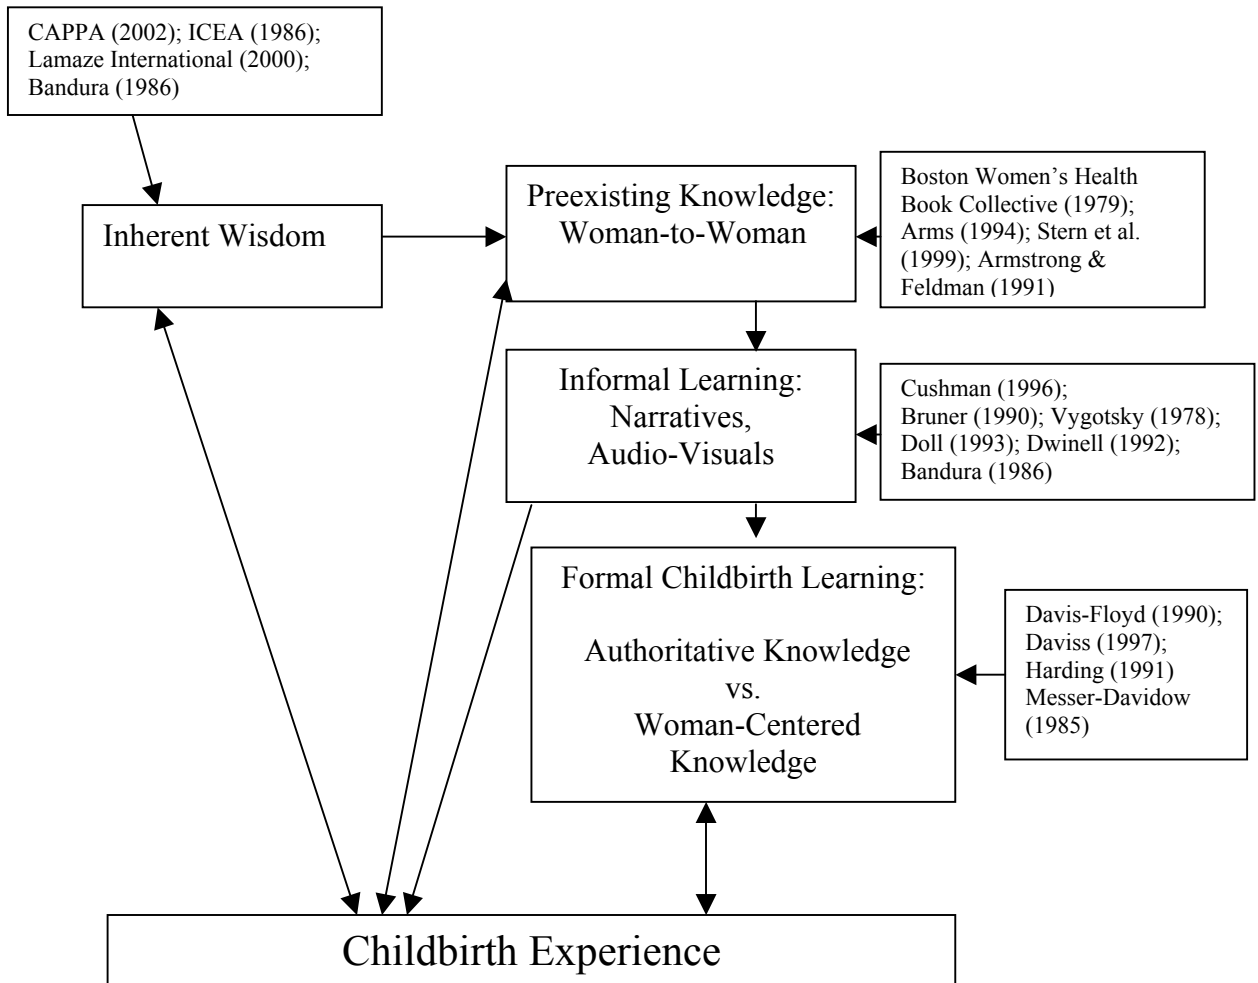 CAPPA (2002); ICEA (1986);
Lamaze International (2000);
Bandura (1986)
Inherent Wisdom
Preexisting Knowledge:
Woman-to-Woman
Boston Women’s Health
Book Collective (1979);
Arms (1994); Stern et al.
(1999); Armstrong &
Feldman (1991)
Informal Learning:
Narratives,
Audio-Visuals
Cushman (1996);
Bruner (1990); Vygotsky (1978);
Doll (1993); Dwinell (1992);
Bandura (1986)
Formal Childbirth Learning:
Authoritative Knowledge
vs.
Woman-Centered
Knowledge
Davis-Floyd (1990);
Daviss (1997);
Harding (1991)
Messer-Davidow
(1985)
Childbirth Experience